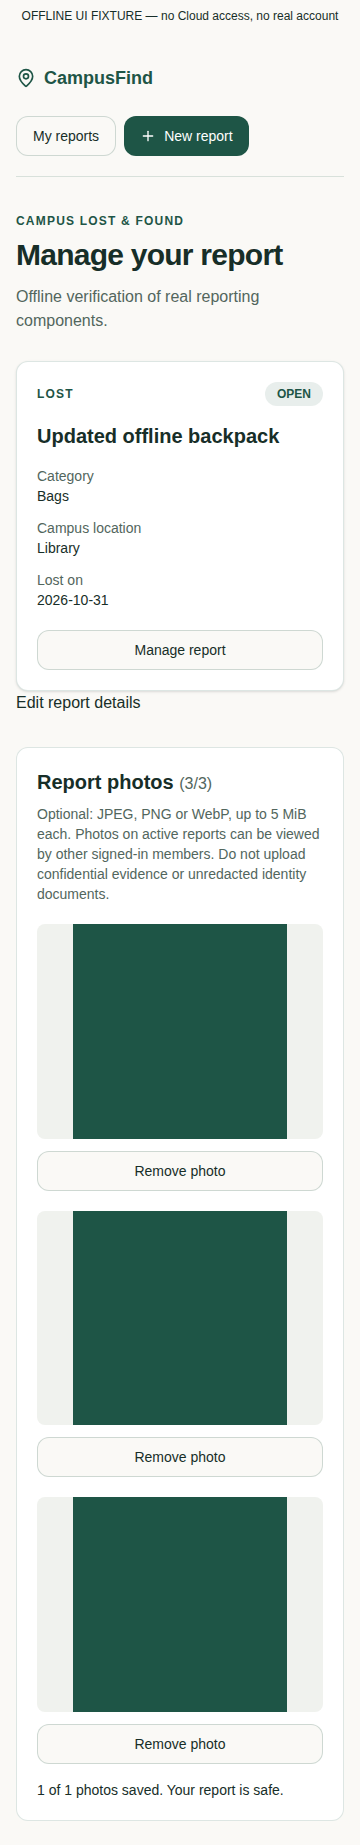 OFFLINE UI FIXTURE — no Cloud access, no real account
CampusFind
My reports
New report
CAMPUS LOST & FOUND
Manage your report
Offline verification of real reporting
components.
LOST
OPEN
Updated offline backpack
Category
Bags
Campus location
Library
Lost on
2026-10-31
Manage report
Edit report details
Report photos (3/3)
Optional: JPEG, PNG or WebP, up to 5 MiB
each. Photos on active reports can be viewed
by other signed-in members. Do not upload
confidential evidence or unredacted identity
documents.
Remove photo
Remove photo
Remove photo
1 of 1 photos saved. Your report is safe.